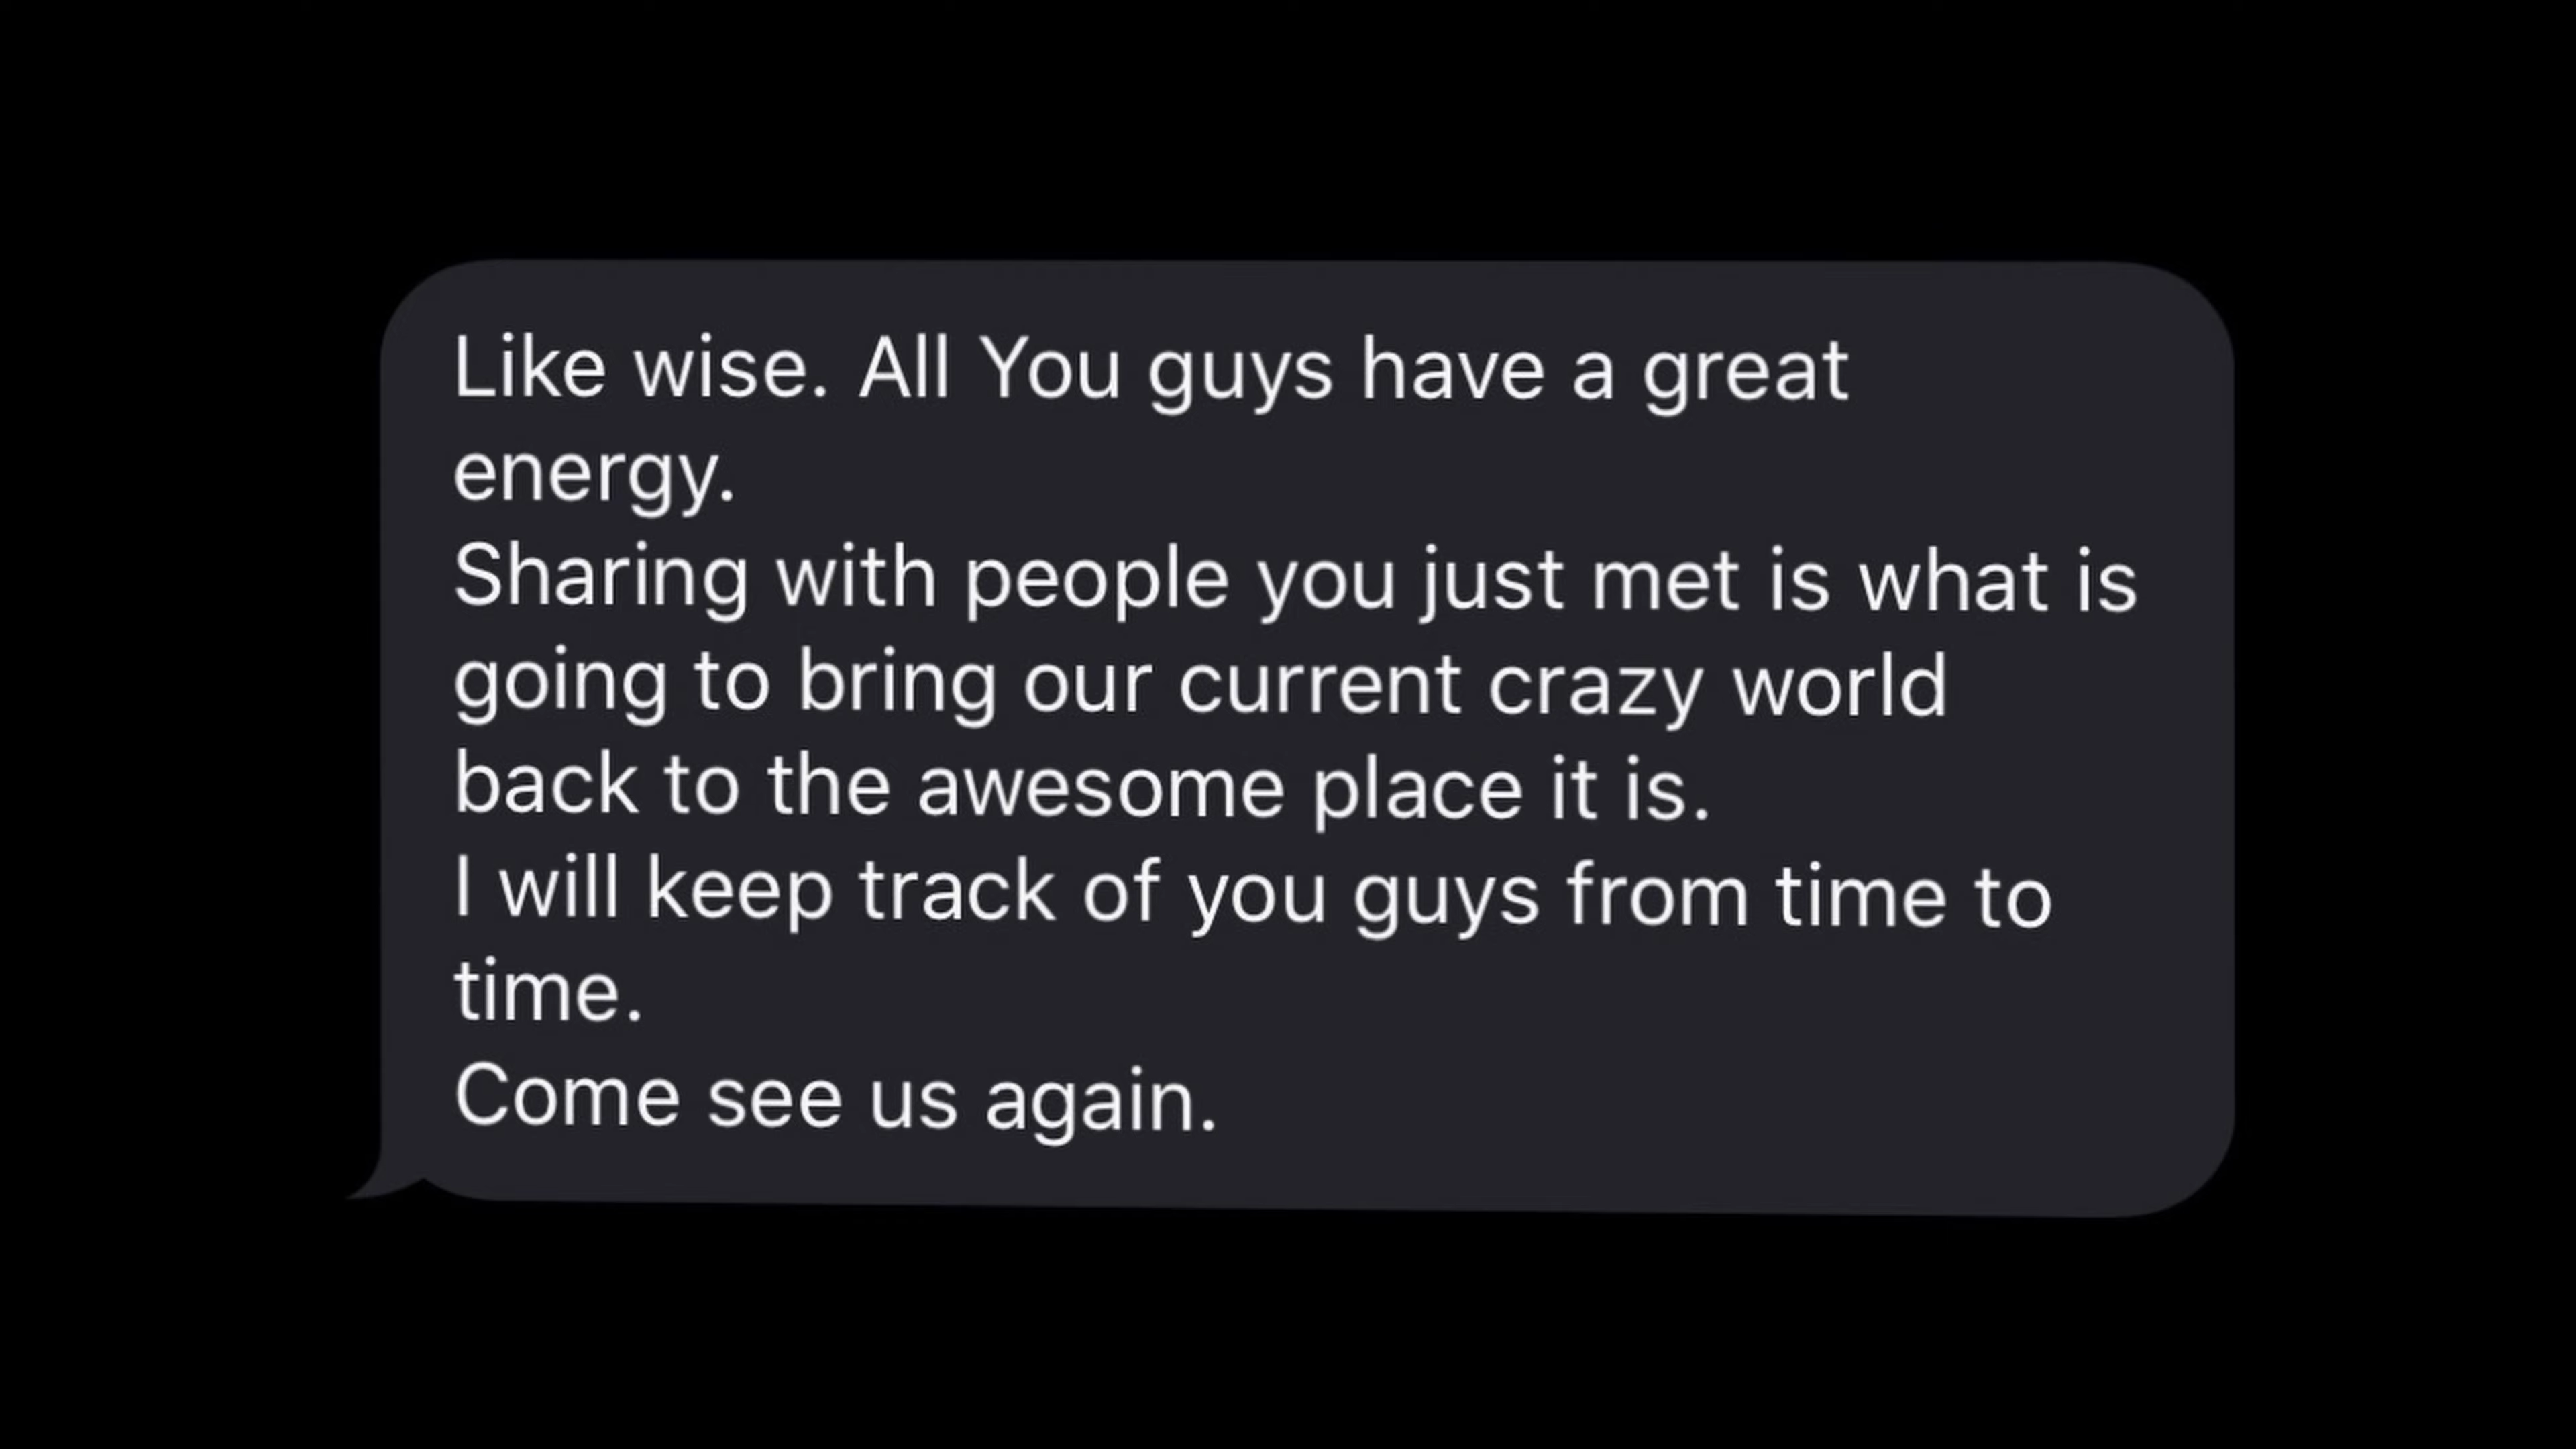 Like wise. All You guys have a great
energy.
Sharing with people you just met is what is
going to bring our current crazy world
back to the awesome place it is.
I will keep track of you guys from time to
time.
Come see us again.